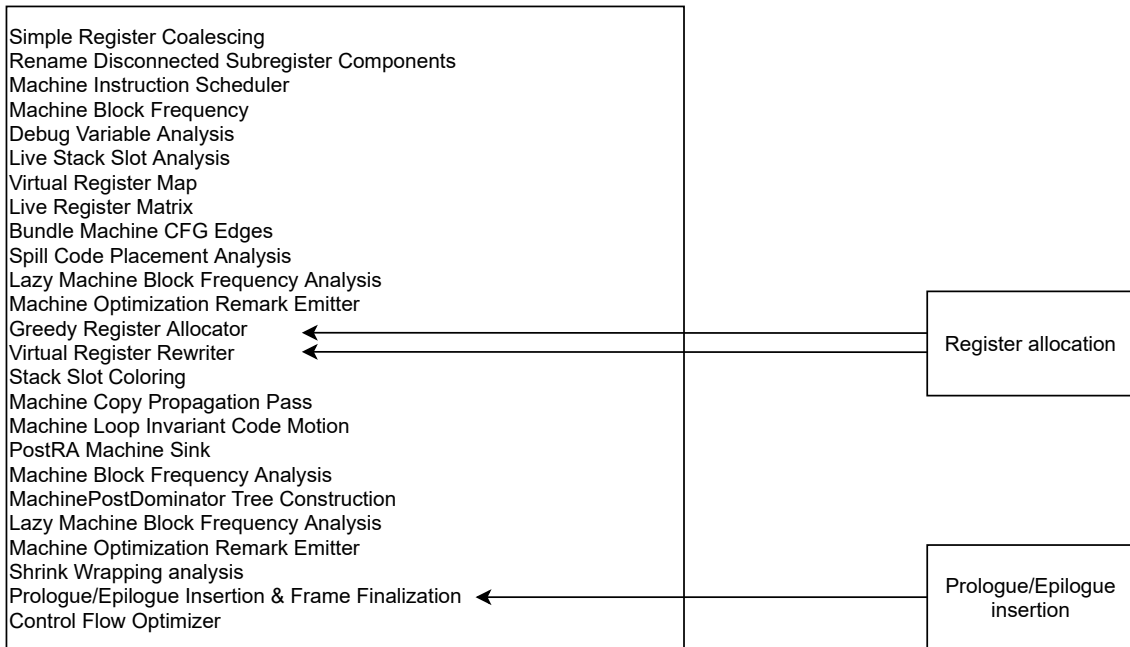 Simple Register Coalescing
Rename Disconnected Subregister Components
Machine Instruction Scheduler
Machine Block Frequency
Debug Variable Analysis
Live Stack Slot Analysis
Virtual Register Map
Live Register Matrix
Bundle Machine CFG Edges
Spill Code Placement Analysis
Lazy Machine Block Frequency Analysis
Machine Optimization Remark Emitter
Greedy Register Allocator
Virtual Register Rewriter
Stack Slot Coloring
Machine Copy Propagation Pass
Machine Loop Invariant Code Motion
PostRA Machine Sink
Machine Block Frequency Analysis
MachinePostDominator Tree Construction
Lazy Machine Block Frequency Analysis
Machine Optimization Remark Emitter
Shrink Wrapping analysis
Prologue/Epilogue Insertion & Frame Finalization
Control Flow Optimizer
Register allocation
Prologue/Epilogue
insertion